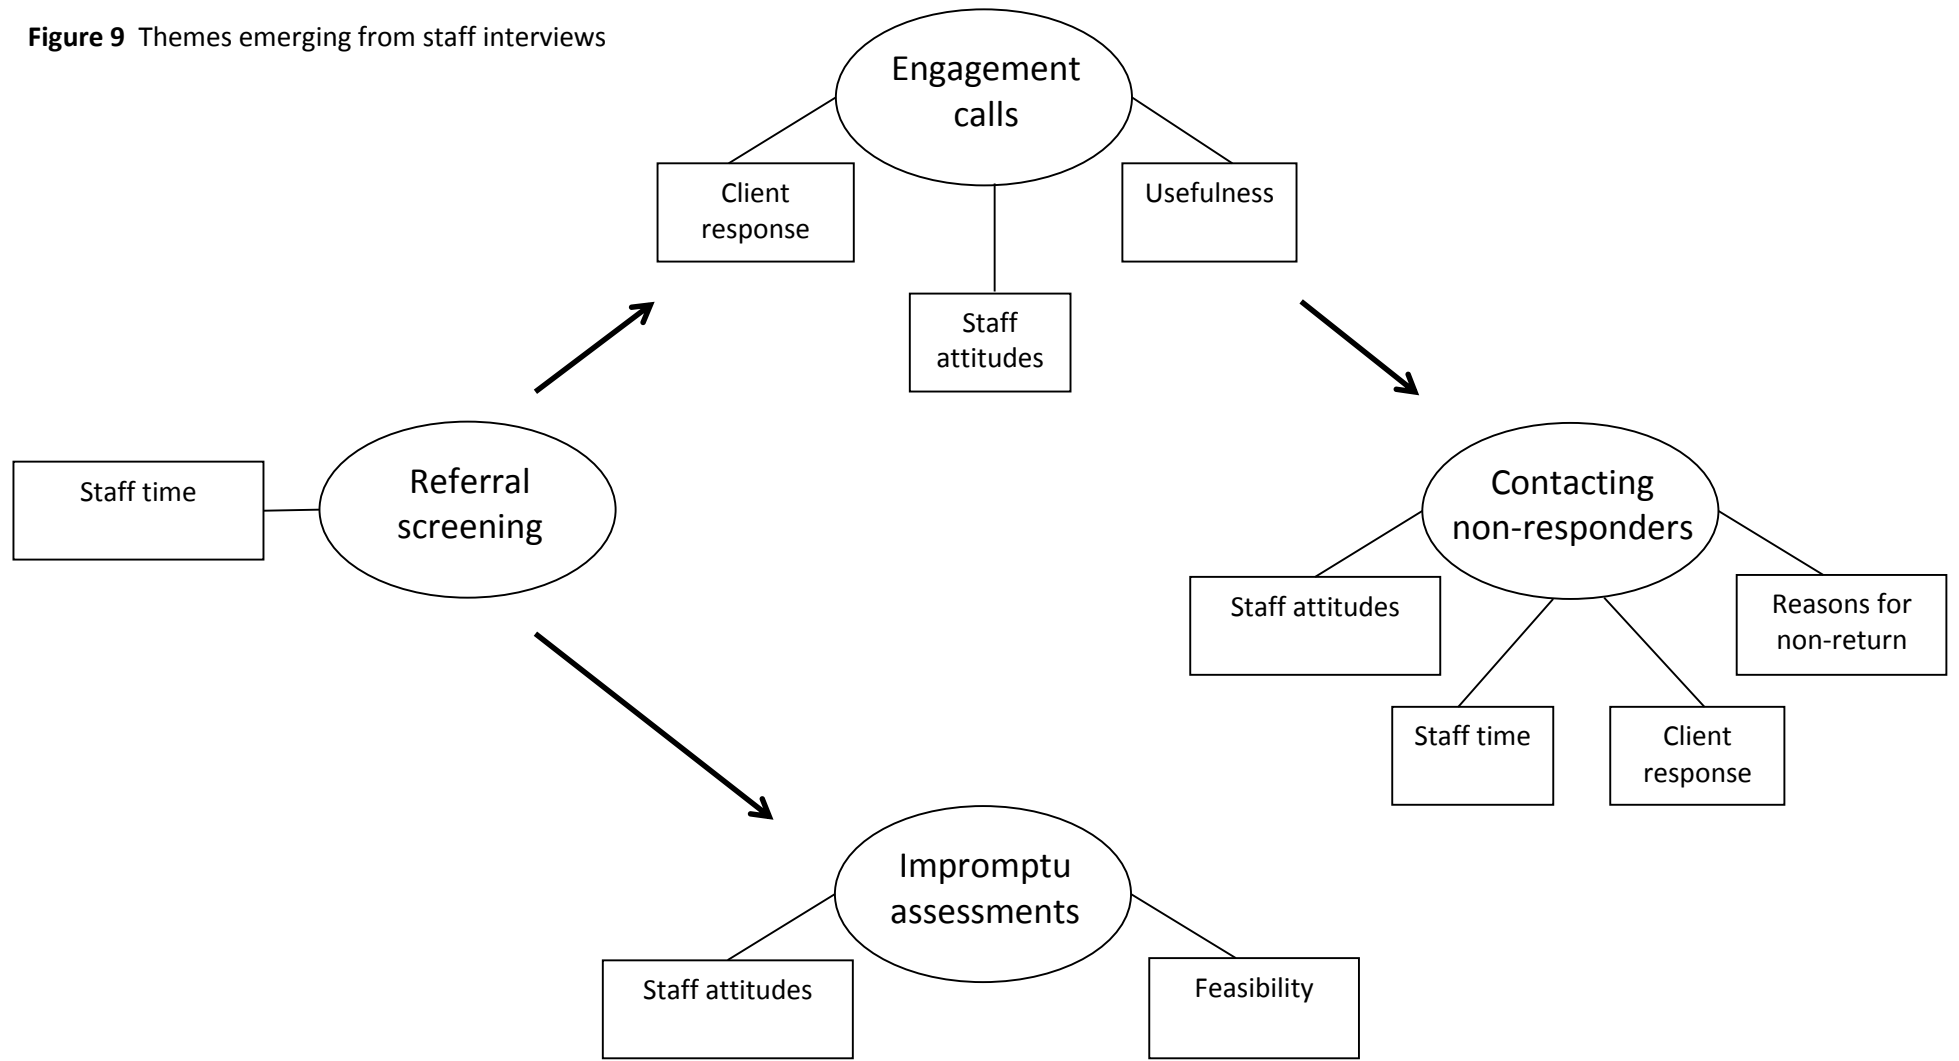 Figure 9 Themes emerging from staff interviews
Engagement
calls
Client
response
Usefulness
Staff
attitudes
Staff time
Referral
screening
Contacting
non-responders
Staff attitudes
Reasons for
non-return
Staff time
Client
response
Impromptu
assessments
Staff attitudes
Feasibility